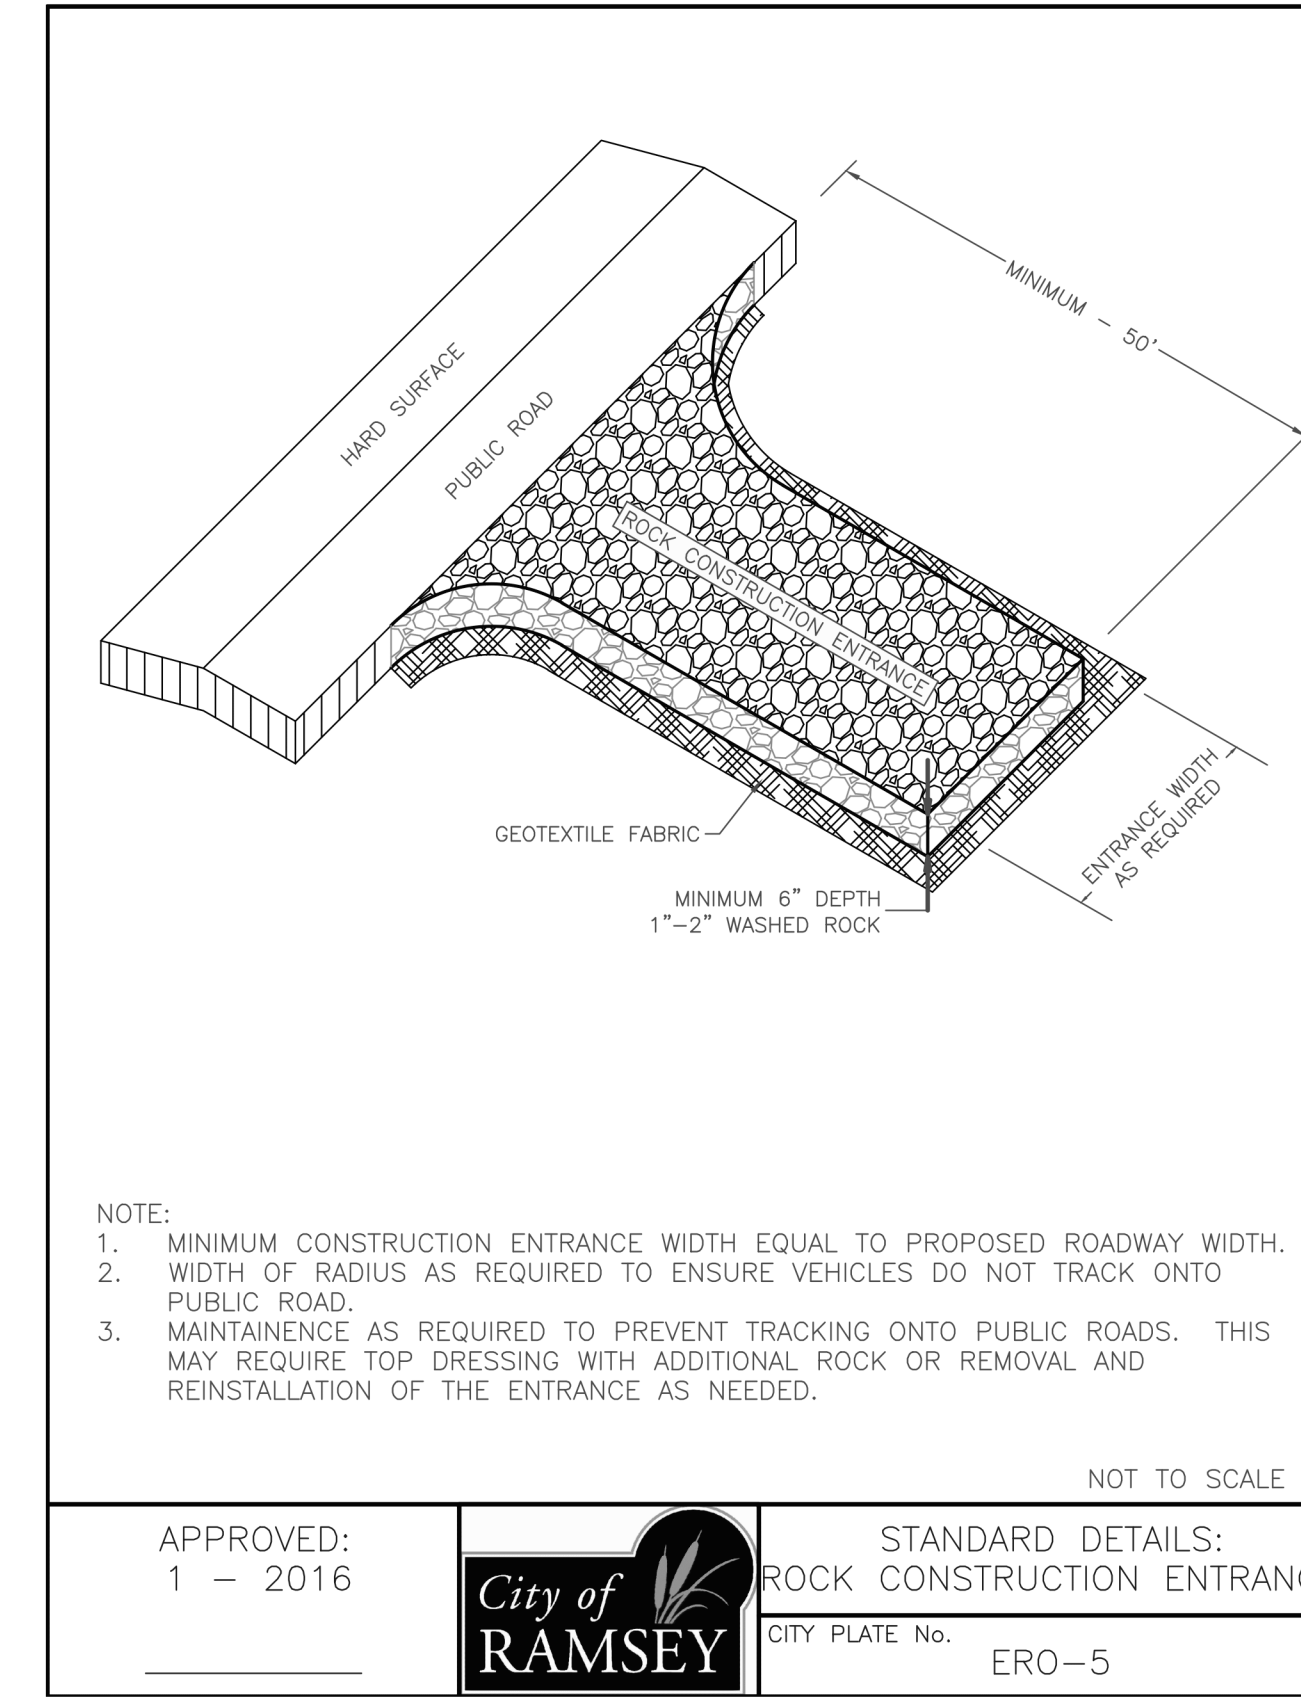 MINIMUM - 50'
HARD SURFACE
PUBLIC ROAD
ROCK CONSTRUCTION ENTRANCE
ENTRANCE WIDTH
AS REQUIRED
GEOTEXTILE FABRIC
MINIMUM 6" DEPTH
1"-2" WASHED ROCK
NOTE:
1. MINIMUM CONSTRUCTION ENTRANCE WIDTH EQUAL TO PROPOSED ROADWAY WIDTH.
2. WIDTH OF RADIUS AS REQUIRED TO ENSURE VEHICLES DO NOT TRACK ONTO
PUBLIC ROAD.
3. MAINTAINENCE AS REQUIRED TO PREVENT TRACKING ONTO PUBLIC ROADS. THIS
MAY REQUIRE TOP DRESSING WITH ADDITIONAL ROCK OR REMOVAL AND
REINSTALLATION OF THE ENTRANCE AS NEEDED.
NOT TO SCALE
APPROVED:
1 - 2016
City of
RAMSEY
STANDARD DETAILS:
ROCK CONSTRUCTION
CITY PLATE No.
ERO-5